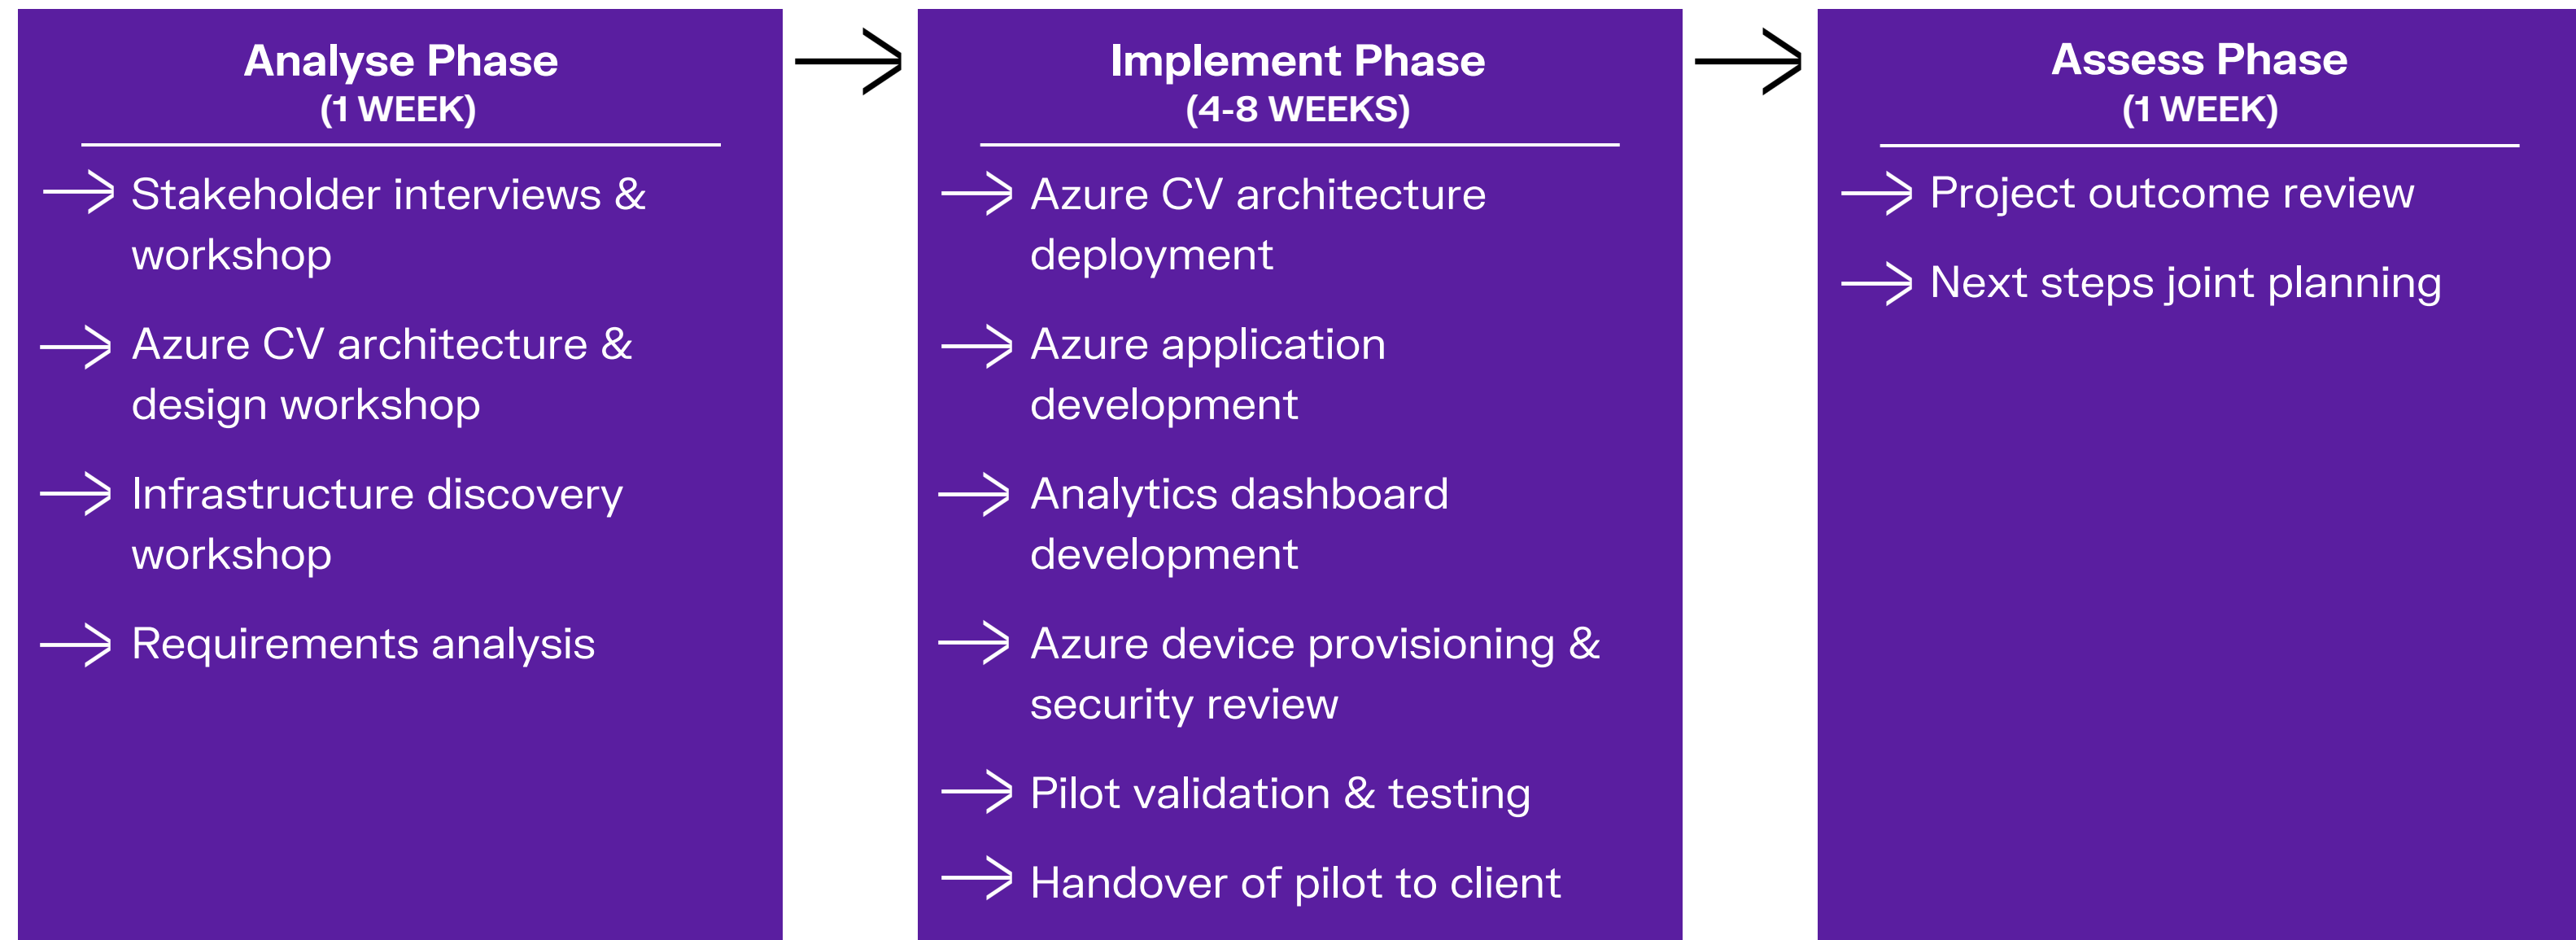 Analyse Phase
(1 WEEK)
Stakeholder interviews &
workshop
Azure CV architecture &
design workshop
Infrastructure discovery
workshop
Requirements analysis
Implement Phase
(4-8 WEEKS)
Azure CV architecture
deployment
Azure application
development
Analytics dashboard
development
Azure device provisioning &
security review
Pilot validation & testing
Handover of pilot to client
Assess Phase
(1 WEEK)
Project outcome review
Next steps joint planning